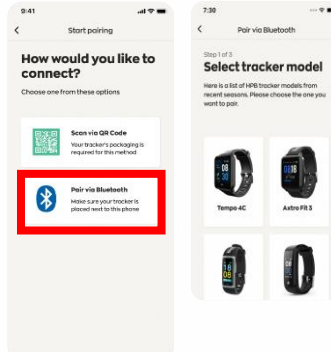 9:41
Start pairing
How would you like to
connect?
Choose one from these options
Scan via QR Code
Your tracker's packaging is
required for this method
Pair via Bluetooth
Make sure your tracker is
placed next to this phone
7:30
Pair via Bluetooth
Step 1 of 3
Select tracker model
Here is a list of HPB tracker models from
recent seasons. Please choose the one you
want to pair.
Tempo 4C
Axtro Fit 3